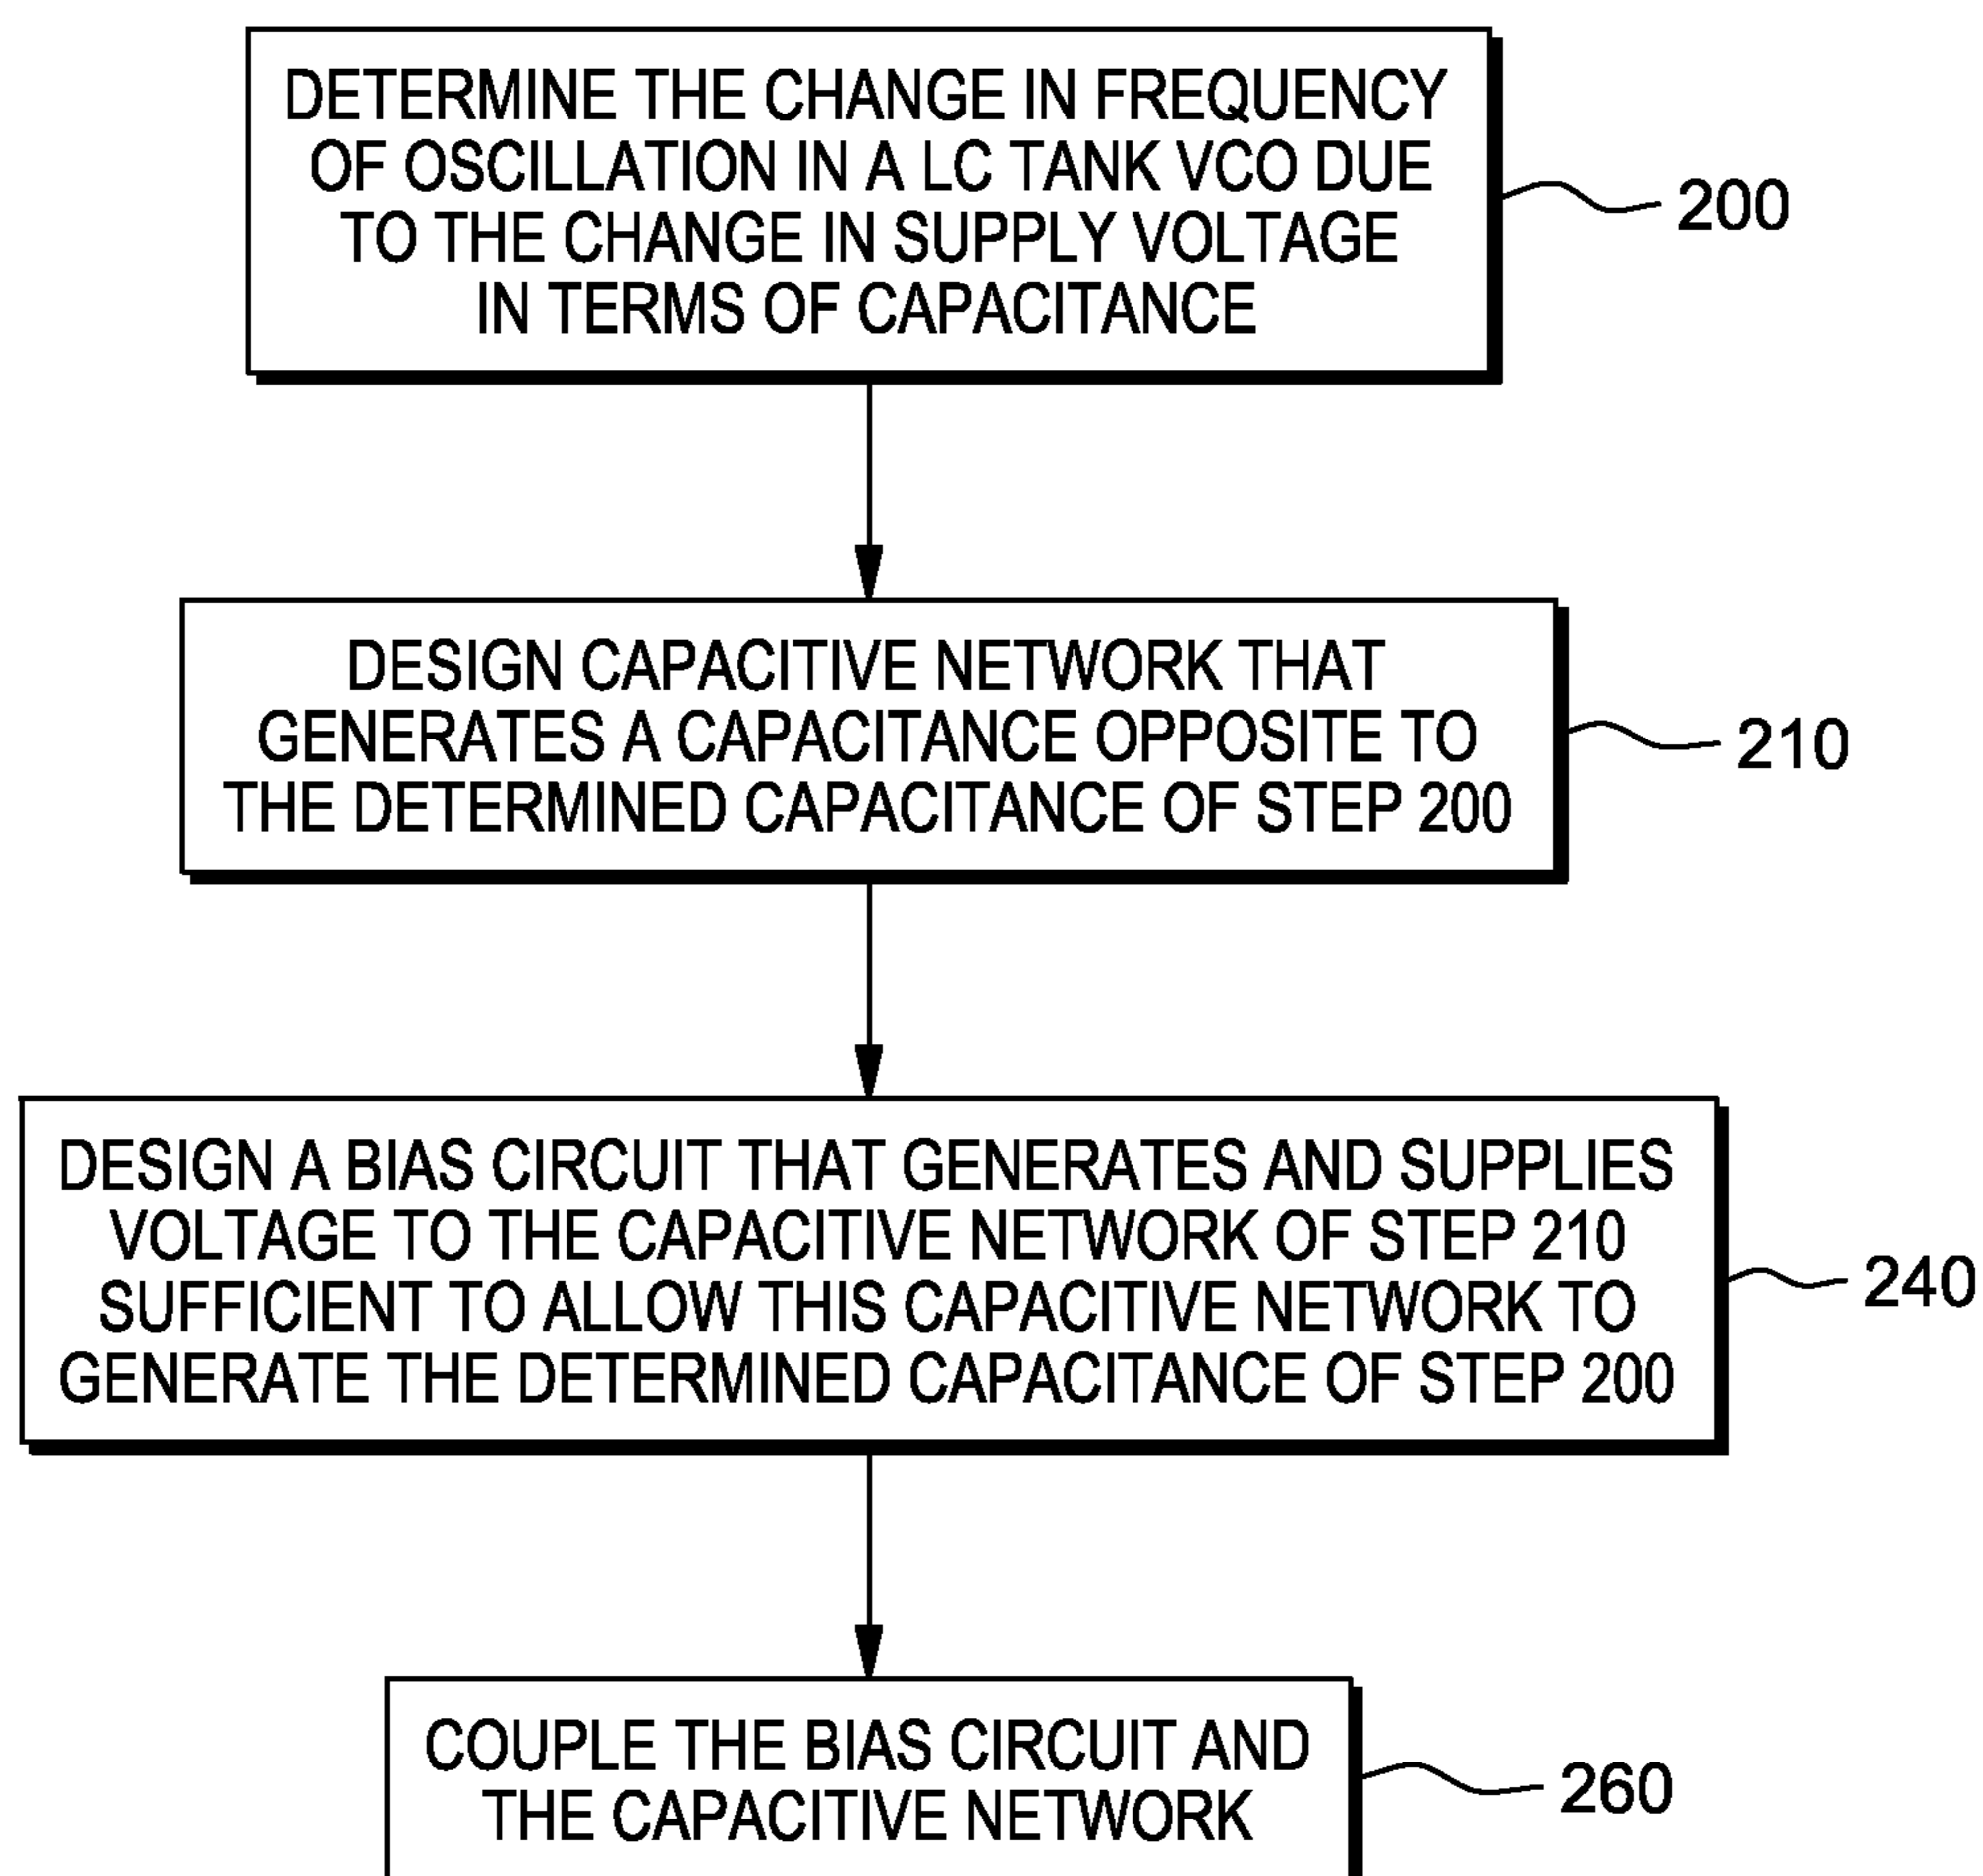 DETERMINE THE CHANGE IN FREQUENCY
OF OSCILLATION IN A LC TANK VCO DUE
TO THE CHANGE IN SUPPLY VOLTAGE
IN TERMS OF CAPACITANCE
200
DESIGN CAPACITIVE NETWORK THAT
GENERATES A CAPACITANCE OPPOSITE TO
THE DETERMINED CAPACITANCE OF STEP 200
210
DESIGN A BIAS CIRCUIT THAT GENERATES AND SUPPLIES
VOLTAGE TO THE CAPACITIVE NETWORK OF STEP 210
SUFFICIENT TO ALLOW THIS CAPACITIVE NETWORK TO
GENERATE THE DETERMINED CAPACITANCE OF STEP 200
240
COUPLE THE BIAS CIRCUIT AND
THE CAPACITIVE NETWORK
260